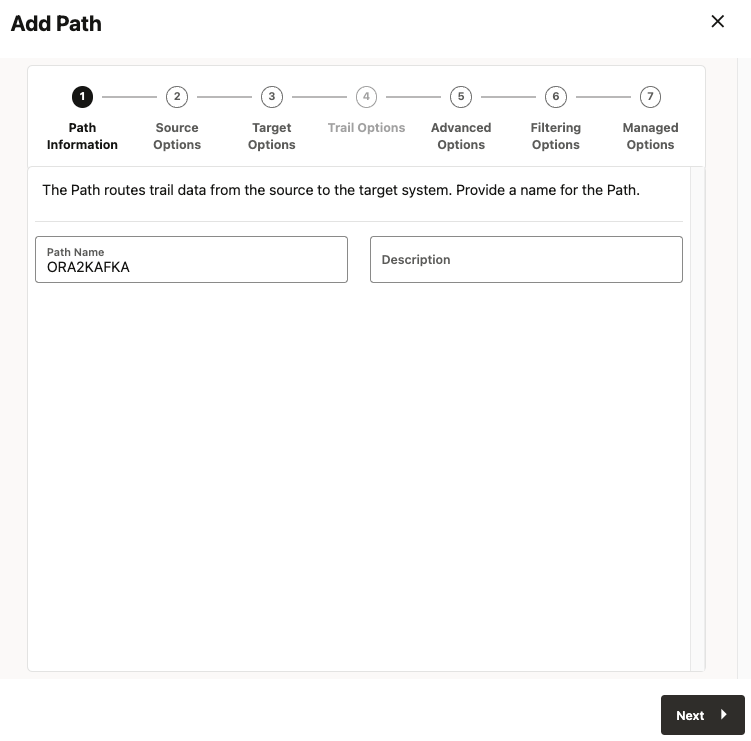 Add Path
1 2 3 4 5 6 7
Path Information
Source Options
Target Options
Trail Options
Advanced Options
Filtering Options
Managed Options
The Path routes trail data from the source to the target system. Provide a name for the Path.
Path Name
ORA2KAFKA
Description
Next